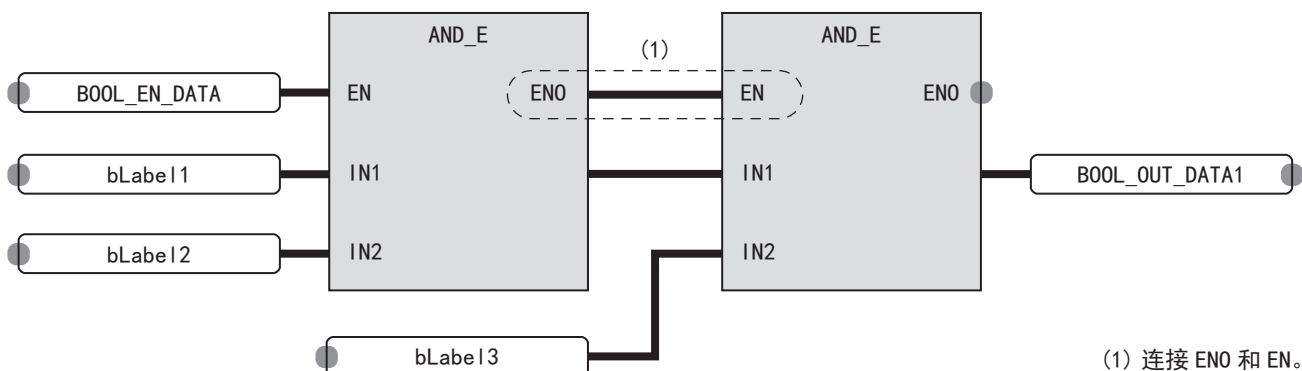 AND_E
AND_E
(1)
BOOL_EN_DATA
EN
ENO
EN
ENO
bLabel1
IN1
IN1
BOOL_OUT_DATA1
bLabel2
IN2
IN2
bLabel3
(1) 连接 ENO 和 EN。